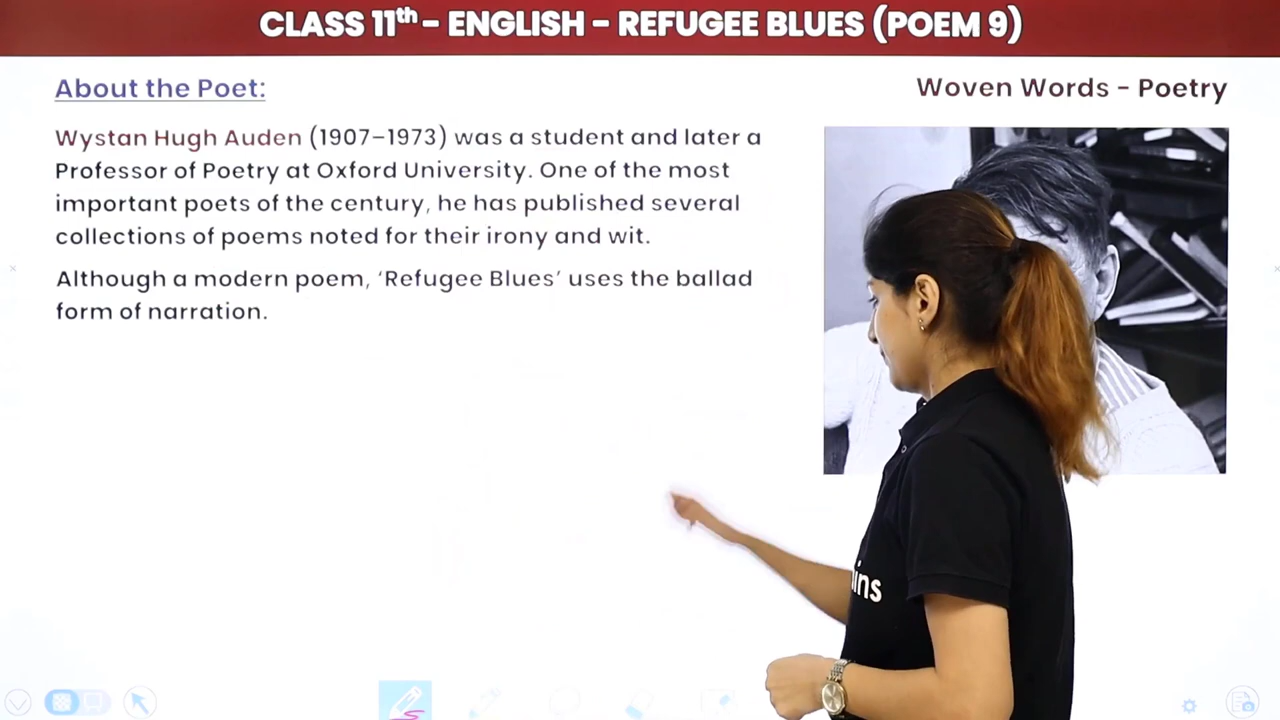 CLASS 11th – ENGLISH – REFUGEE BLUES (POEM 9)
About the Poet:
Woven Words - Poetry
Wystan Hugh Auden (1907–1973) was a student and later a
Professor of Poetry at Oxford University. One of the most
important poets of the century, he has published several
collections of poems noted for their irony and wit.
Although a modern poem, ‘Refugee Blues’ uses the ballad
form of narration.